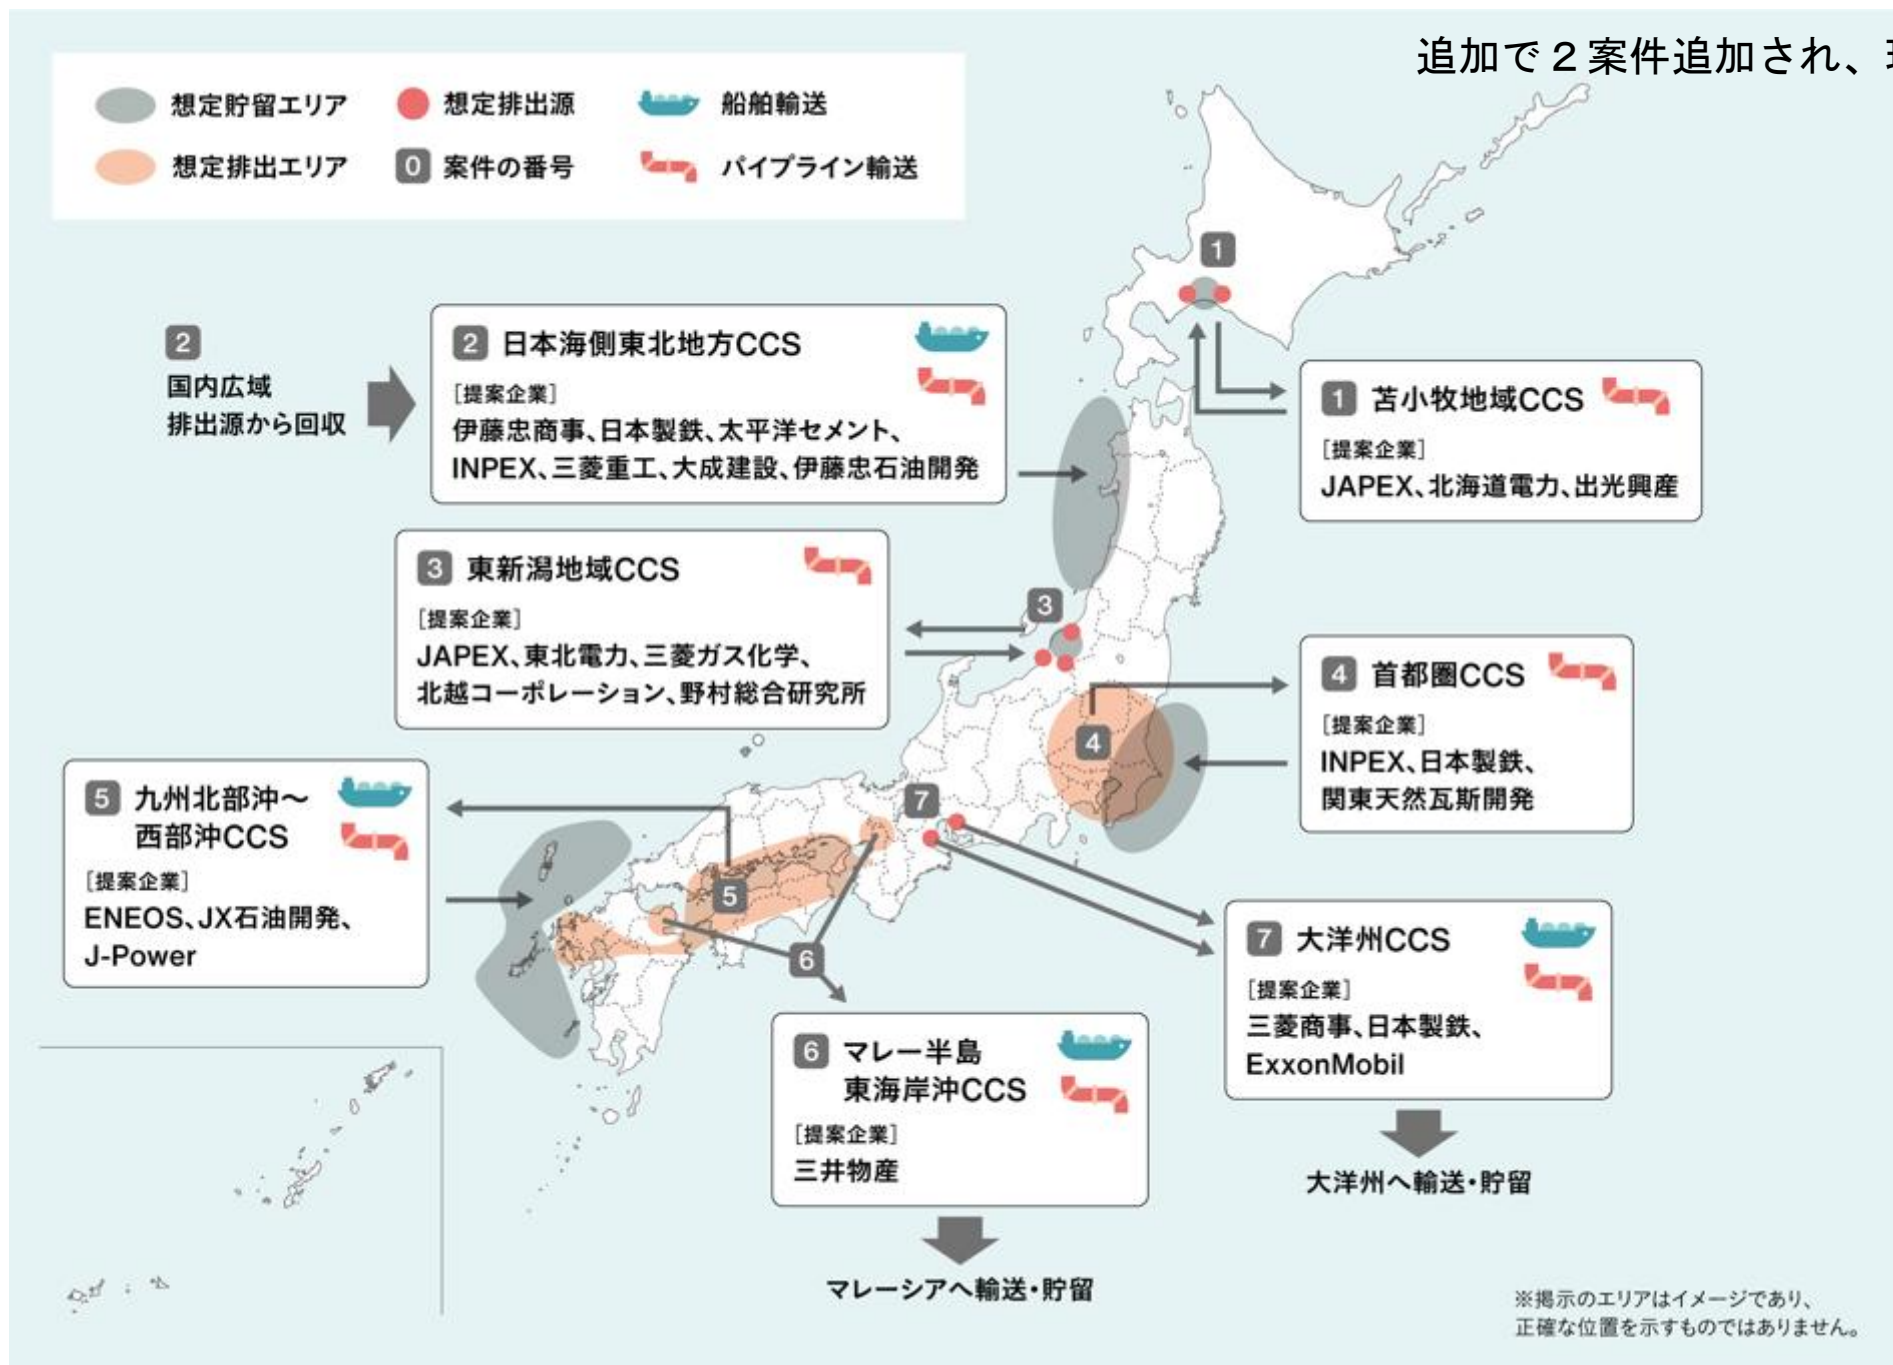 追加で２案件追加され、
想定貯留エリア
想定排出源
船舶輸送
想定排出エリア
0 案件の番号
パイプライン輸送
1
2
国内広域
排出源から回収
2 日本海側東北地方CCS
［提案企業］
伊藤忠商事、日本製鉄、太平洋セメント、
INPEX、三菱重工、大成建設、伊藤忠石油開発
1 苫小牧地域CCS
［提案企業］
JAPEX、北海道電力、出光興産
3 東新潟地域CCS
［提案企業］
JAPEX、東北電力、三菱ガス化学、
北越コーポレーション、野村総合研究所
3
4 首都圏CCS
［提案企業］
INPEX、日本製鉄、
関東天然瓦斯開発
4
5 九州北部沖～
西部沖CCS
［提案企業］
ENEOS、JX石油開発、
J-Power
7
5
6
7 大洋州CCS
［提案企業］
三菱商事、日本製鉄、
ExxonMobil
大洋州へ輸送・貯留
6 マレー半島
東海岸沖CCS
［提案企業］
三井物産
マレーシアへ輸送・貯留
※掲示のエリアはイメージであり、
正確な位置を示すものではありません。